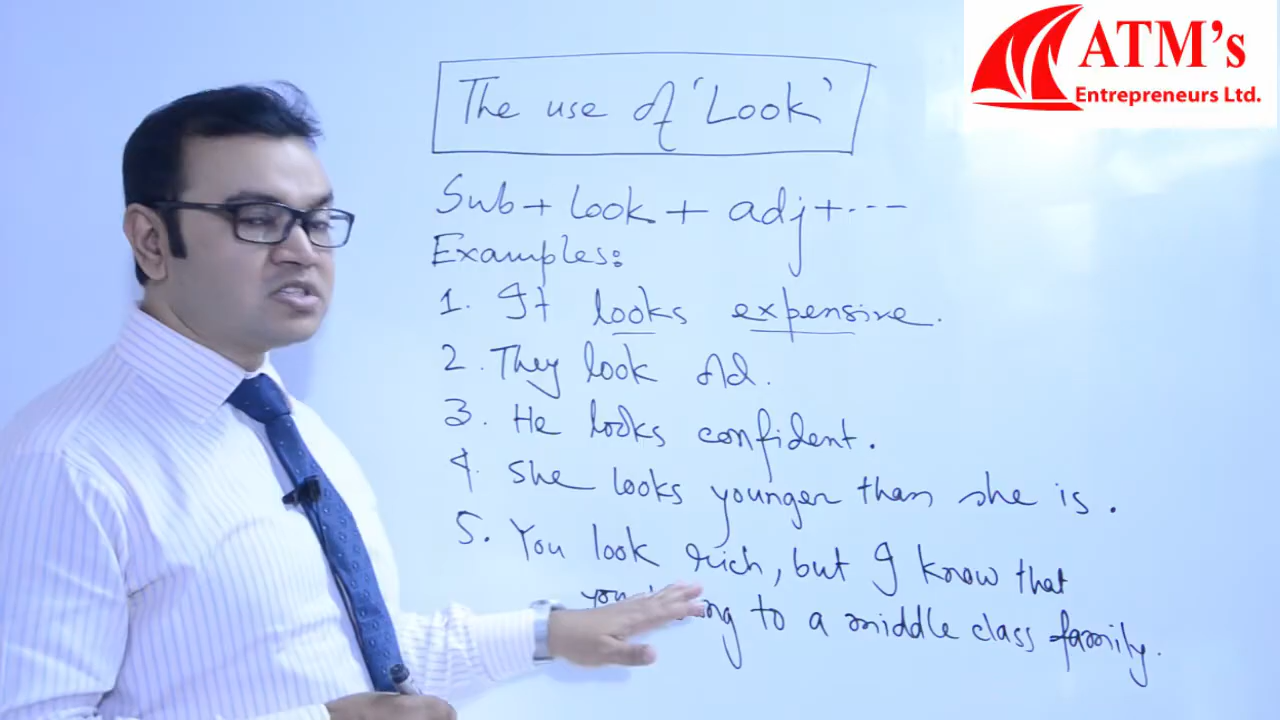 ATM's
Entrepreneurs Ltd.
The use of 'Look'
Sub + look + adj + ---
Examples:
1. It looks expensive.
2. They look old.
3. He looks confident.
4. She looks younger than she is.
5. You look rich, but I know that
you to a middle class family.